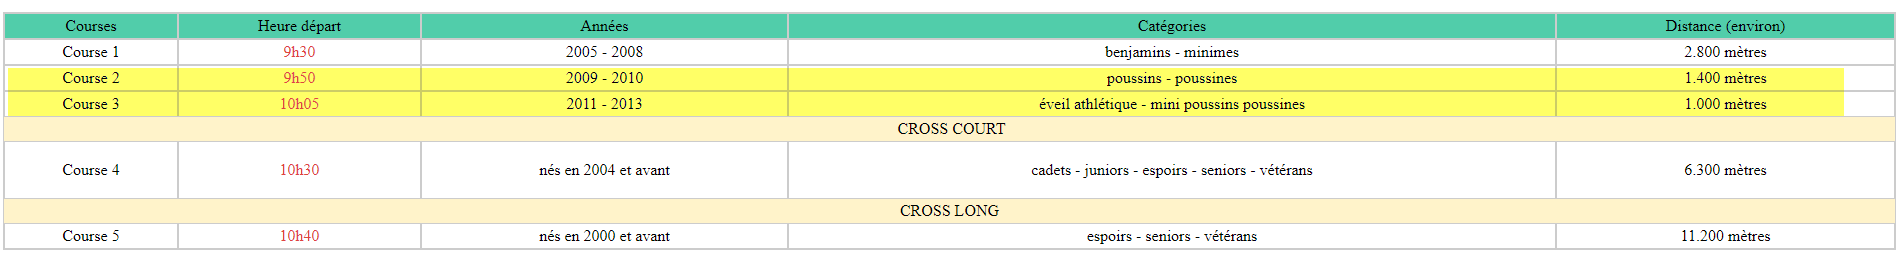 Courses Heure départ Années Catégories Distance (environ)
Course 1 9h30 2005 - 2008 benjamins - minimes 2.800 mètres
Course 2 9h50 2009 - 2010 poussins - poussines 1.400 mètres
Course 3 10h05 2011 - 2013 éveil athlétique - mini poussins poussines 1.000 mètres
CROSS COURT
Course 4 10h30 nés en 2004 et avant cadets - juniors - espoirs - seniors - vétérans 6.300 mètres
CROSS LONG
Course 5 10h40 nés en 2000 et avant espoirs - seniors - vétérans 11.200 mètres